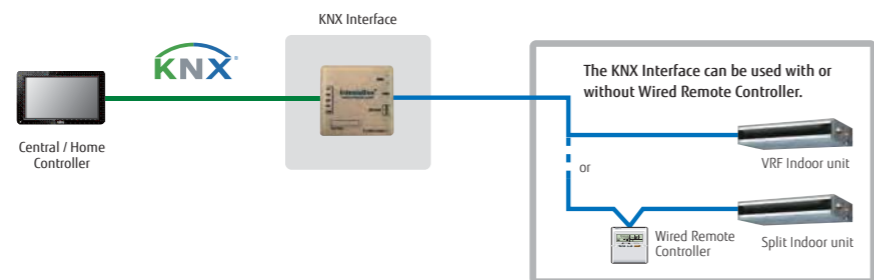 KNX Interface
KNX
The KNX Interface can be used with or
without Wired Remote Controller.
Central / Home
Controller
VRF Indoor unit
or
Wired Remote
Controller
Split Indoor unit